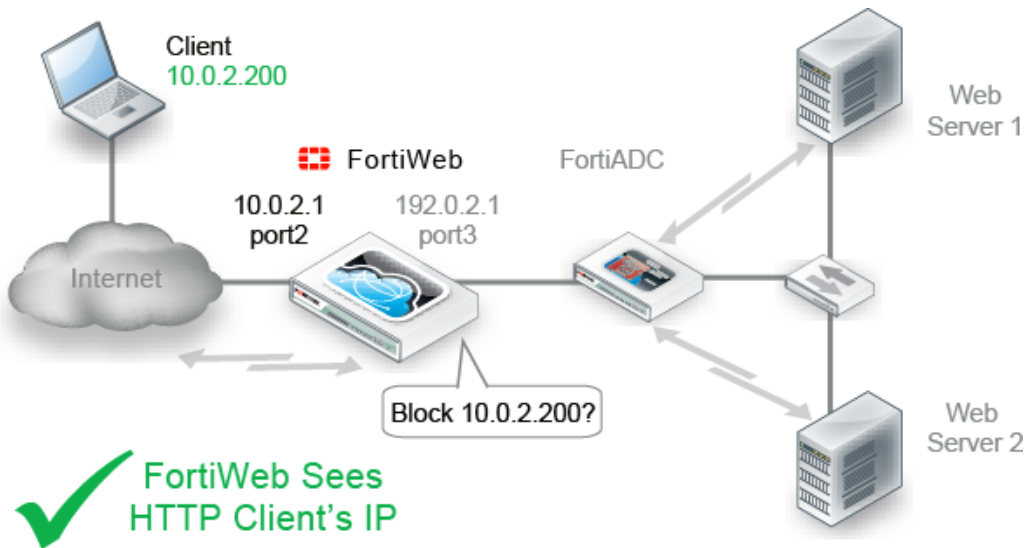 Client
10.0.2.200
Web
Server 1
FortiWeb
FortiADC
10.0.2.1
port2
192.0.2.1
port3
Internet
Block 10.0.2.200?
Web
Server 2
FortiWeb Sees
HTTP Client's IP